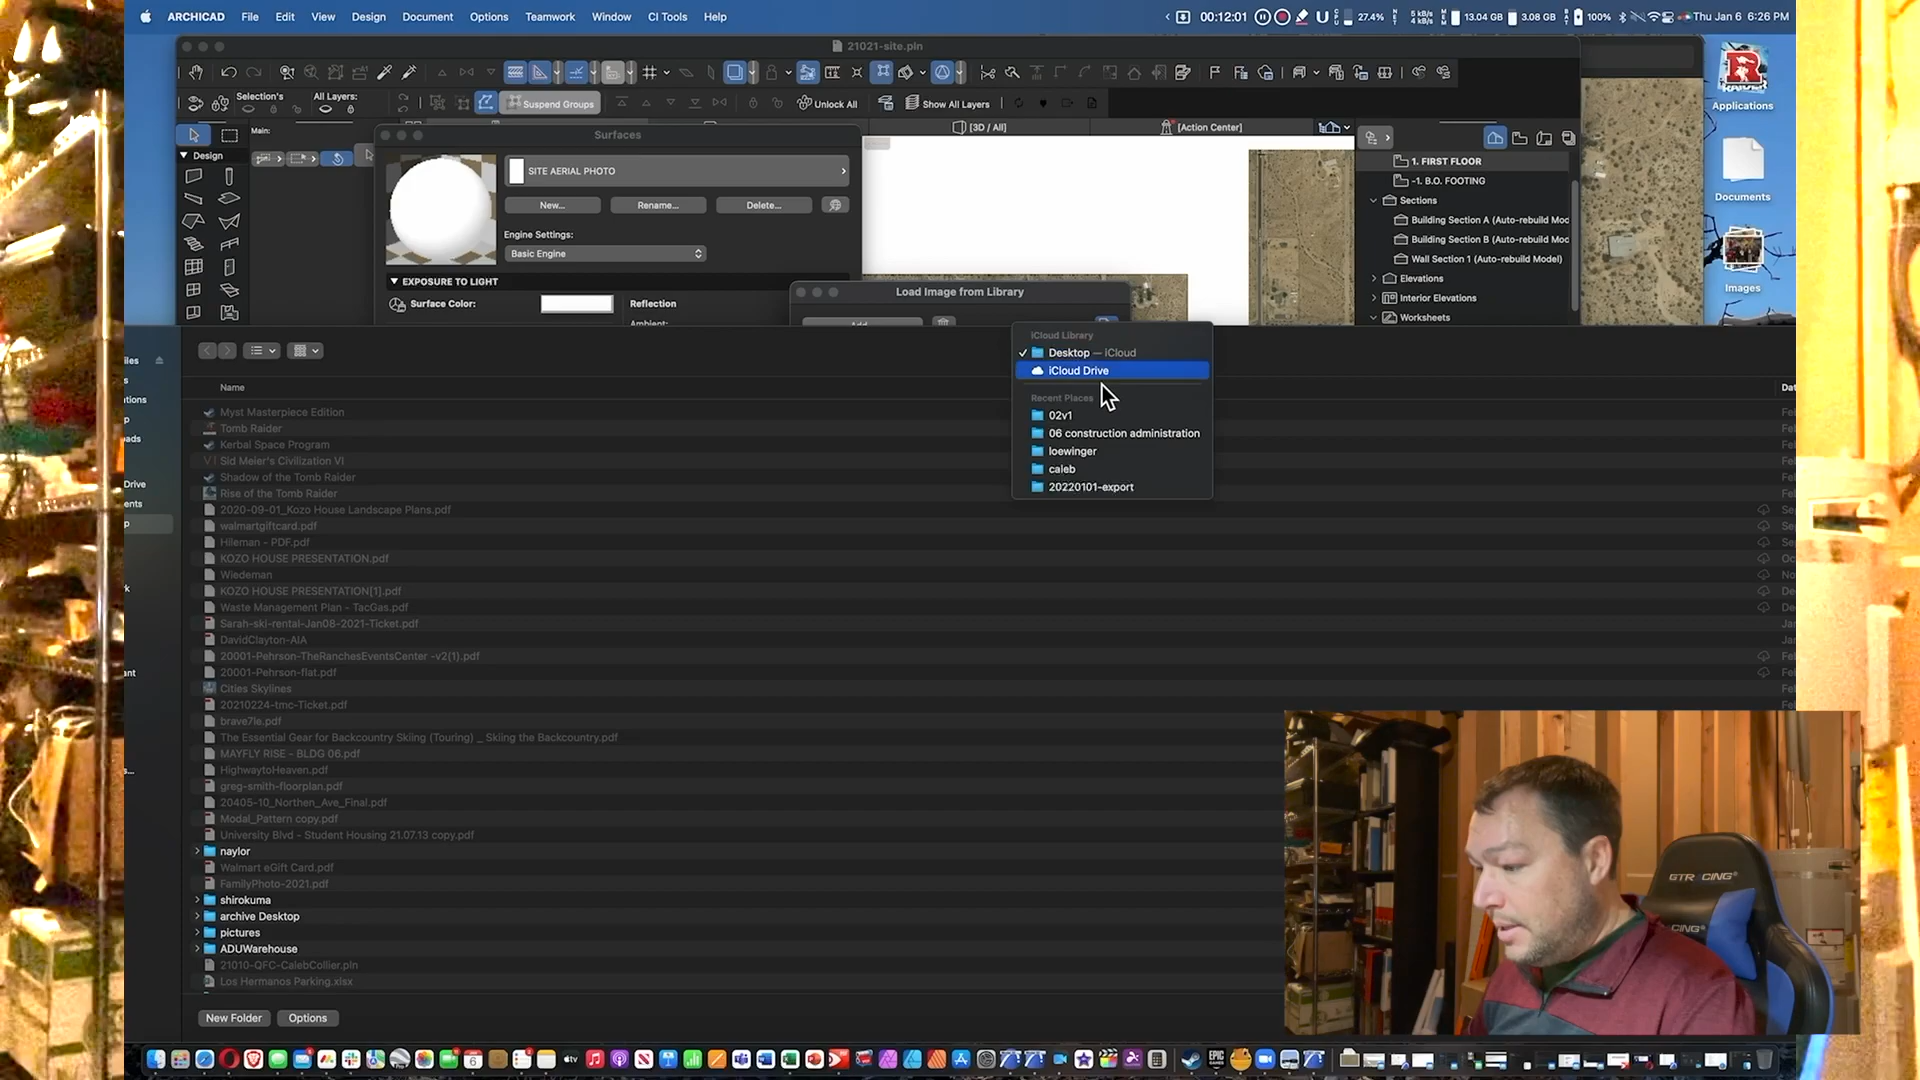 ARCHICAD File Edit View Design Document Options Teamwork Window CI Tools Help
00:12:01 27.4% 5 kB/s 4 kB/s 13.04 GB 3.08 GB 100% Thu Jan 6 6:26 PM
21021-site.pln
Selection's
All Layers:
Suspend Groups
Unlock All
Show All Layers
Main:
Surfaces
[3D / All]
[Action Center]
Design
SITE AERIAL PHOTO
New...
Rename...
Delete...
Engine Settings:
Basic Engine
EXPOSURE TO LIGHT
Surface Color:
Reflection
Ambient:
Load Image from Library
Add...
1. FIRST FLOOR
-1. B.O. FOOTING
Sections
Building Section A (Auto-rebuild Mod
Building Section B (Auto-rebuild Mod
Wall Section 1 (Auto-rebuild Model)
Elevations
Interior Elevations
Worksheets
Applications
Documents
Images
iCloud Library
Desktop — iCloud
iCloud Drive
Recent Places
02v1
06 construction administration
loewinger
caleb
20220101-export
Name
Myst Masterpiece Edition
Tomb Raider
Kerbal Space Program
Sid Meier's Civilization VI
Shadow of the Tomb Raider
Rise of the Tomb Raider
2020-09-01_Kozo House Landscape Plans.pdf
walmartgiftcard.pdf
Hileman - PDF.pdf
KOZO HOUSE PRESENTATION.pdf
Wiedeman
KOZO HOUSE PRESENTATION[1].pdf
Waste Management Plan - TacGas.pdf
Sarah-ski-rental-Jan08-2021-Ticket.pdf
DavidClayton-AIA
20001-Pehrson-TheRanchesEventsCenter -v2(1).pdf
20001-Pehrson-flat.pdf
Cities Skylines
20210224-tmc-Ticket.pdf
brave7le.pdf
The Essential Gear for Backcountry Skiing (Touring) _ Skiing the Backcountry.pdf
MAYFLY RISE - BLDG 06.pdf
HighwaytoHeaven.pdf
greg-smith-floorplan.pdf
20405-10_Northen_Ave_Final.pdf
Modal_Pattern copy.pdf
University Blvd - Student Housing 21.07.13 copy.pdf
naylor
Walmart eGift Card.pdf
FamilyPhoto-2021.pdf
shirokuma
archive Desktop
pictures
ADUWarehouse
21010-QFC-CalebCollier.pln
Los Hermanos Parking.xlsx
New Folder
Options
GTRACING